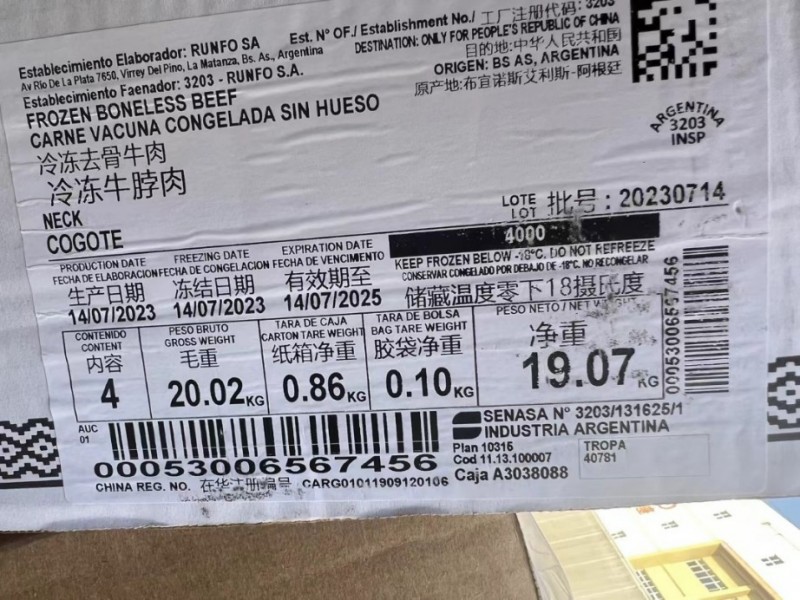 Establecimiento Elaborador: RUNFO SA
Av Río De La Plata 7650, Virrey Del Pino, La Matanza, Bs. As., Argentina
Establecimiento Faenador: 3203 - RUNFO S.A.
Est. N° OF./ Establishment No./ 工厂注册代码: 3203
DESTINATION: ONLY FOR PEOPLE'S REPUBLIC OF CHINA
目的地:中华人民共和国
ORIGEN: BS AS, ARGENTINA
原产地:布宜诺斯艾利斯-阿根廷
FROZEN BONELESS BEEF
CARNE VACUNA CONGELADA SIN HUESO
冷冻去骨牛肉
冷冻牛脖肉
NECK
COGOTE
ARGENTINA
3203
INSP
LOTE
LOT
批号: 20230714
4000
KEEP FROZEN BELOW -18°C. DO NOT REFREEZE
CONSERVAR CONGELADO POR DEBAJO DE -18°C. NO RECONGELAR
储藏温度零下18摄氏度
PRODUCTION DATE
FECHA DE ELABORACION
生产日期
14/07/2023
FREEZING DATE
FECHA DE CONGELACION
冻结日期
14/07/2023
EXPIRATION DATE
FECHA DE VENCIMIENTO
有效期至
14/07/2025
CONTENIDO
CONTENT
内容
4
PESO BRUTO
GROSS WEIGHT
毛重
20.02 KG
TARA DE CAJA
CARTON TARE WEIGHT
纸箱净重
0.86 KG
TARA DE BOLSA
BAG TARE WEIGHT
胶袋净重
0.10 KG
PESO NETO / NET WEIGHT
净重
19.07 KG
00053006567456
AUC
01
00053006567456
CHINA REG. NO. 在华注册编号 CARG01011909120106
SENASA N° 3203/131625/1
INDUSTRIA ARGENTINA
Plan 10315
Cod 11.13.100007
Caja A3038088
TROPA
40781